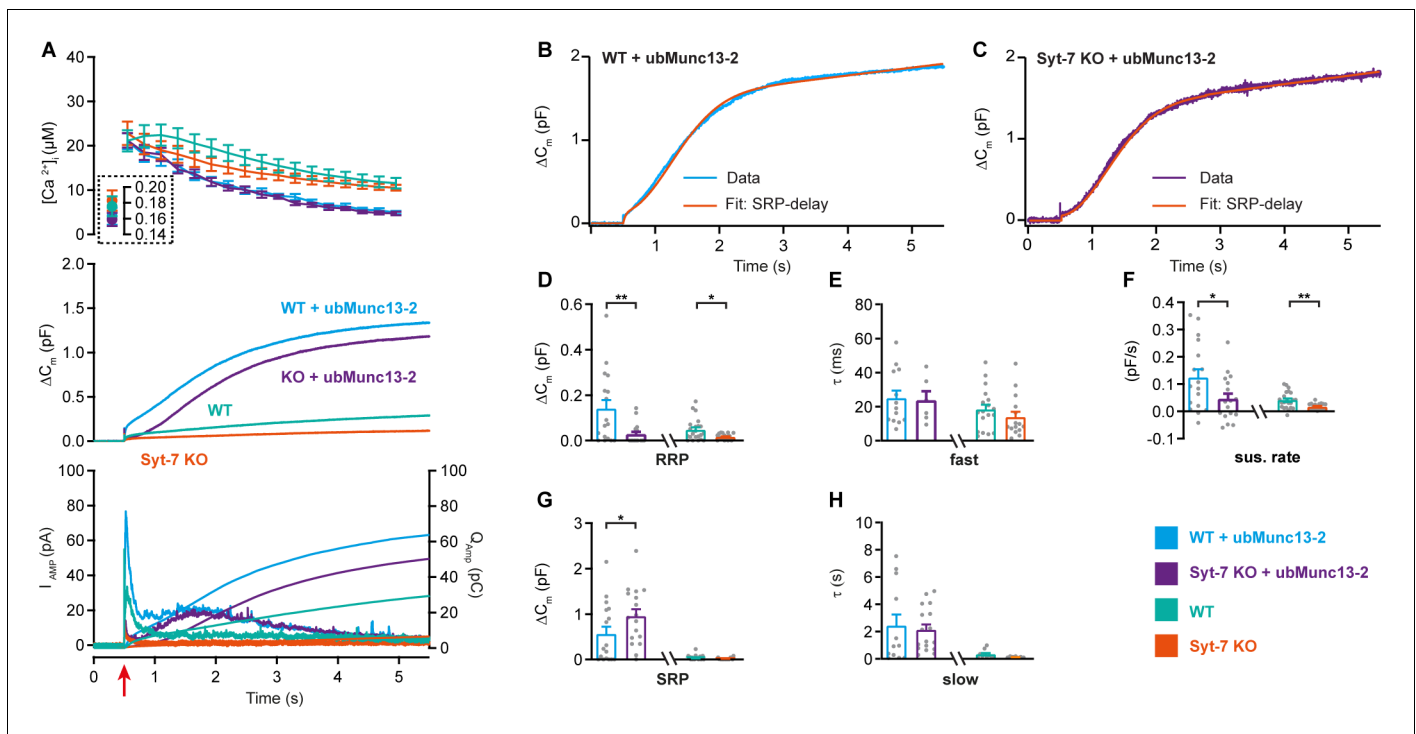 A
[Ca 2+]i (µM)
40
30
20
10
0
0.20
0.18
0.16
0.14
ΔCm (pF)
2.0
1.5
1.0
0.5
0.0
WT + ubMunc13-2
KO + ubMunc13-2
WT
Syt-7 KO
IAMP (pA)
100
80
60
40
20
0
100
80
60
40
20
0
QAmp (pC)
0
1
2
3
4
5
Time (s)
B
WT + ubMunc13-2
ΔCm (pF)
2
1
0
Data
Fit: SRP-delay
1
2
3
4
5
Time (s)
C
Syt-7 KO + ubMunc13-2
ΔCm (pF)
2
1
0
Data
Fit: SRP-delay
0
1
2
3
4
5
Time (s)
D
ΔCm (pF)
0.6
0.4
0.2
0.0
**
*
RRP
E
τ (ms)
80
60
40
20
0
fast
F
(pF/s)
0.4
0.3
0.2
0.1
0.0
-0.1
*
**
sus. rate
G
ΔCm (pF)
3
2
1
0
*
SRP
H
τ (s)
10
8
6
4
2
0
slow
WT + ubMunc13-2
Syt-7 KO + ubMunc13-2
WT
Syt-7 KO